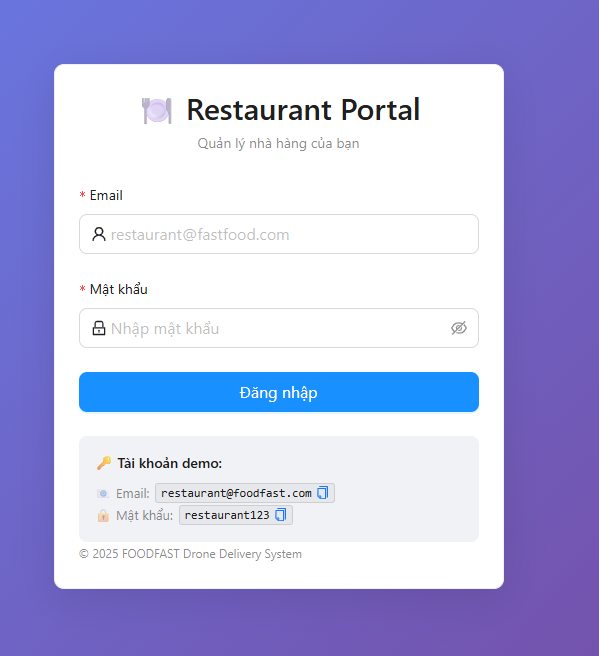 Restaurant Portal
Quản lý nhà hàng của bạn
* Email
restaurant@fastfood.com
* Mật khẩu
Nhập mật khẩu
Đăng nhập
Tài khoản demo:
Email: restaurant@foodfast.com
Mật khẩu: restaurant123
© 2025 FOODFAST Drone Delivery System